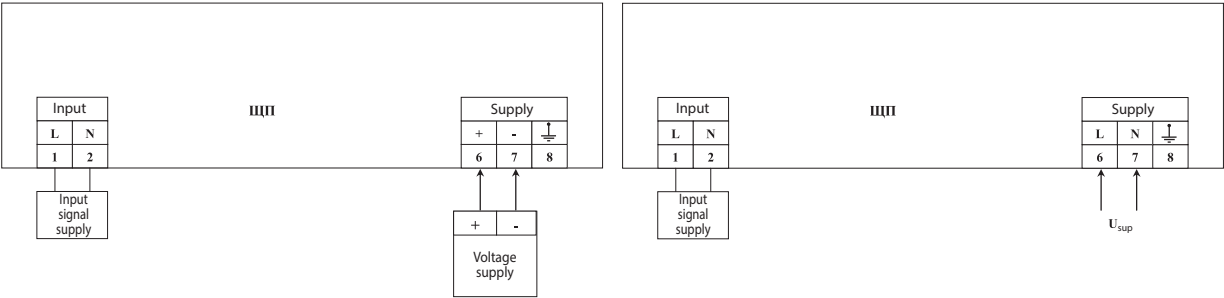 Input
ЩП
Supply
L N
+ -
1 2
6 7 8
Input
signal
supply
+ -
Voltage
supply
Input
ЩП
Supply
L N
L N
1 2
6 7 8
Input
signal
supply
Usup